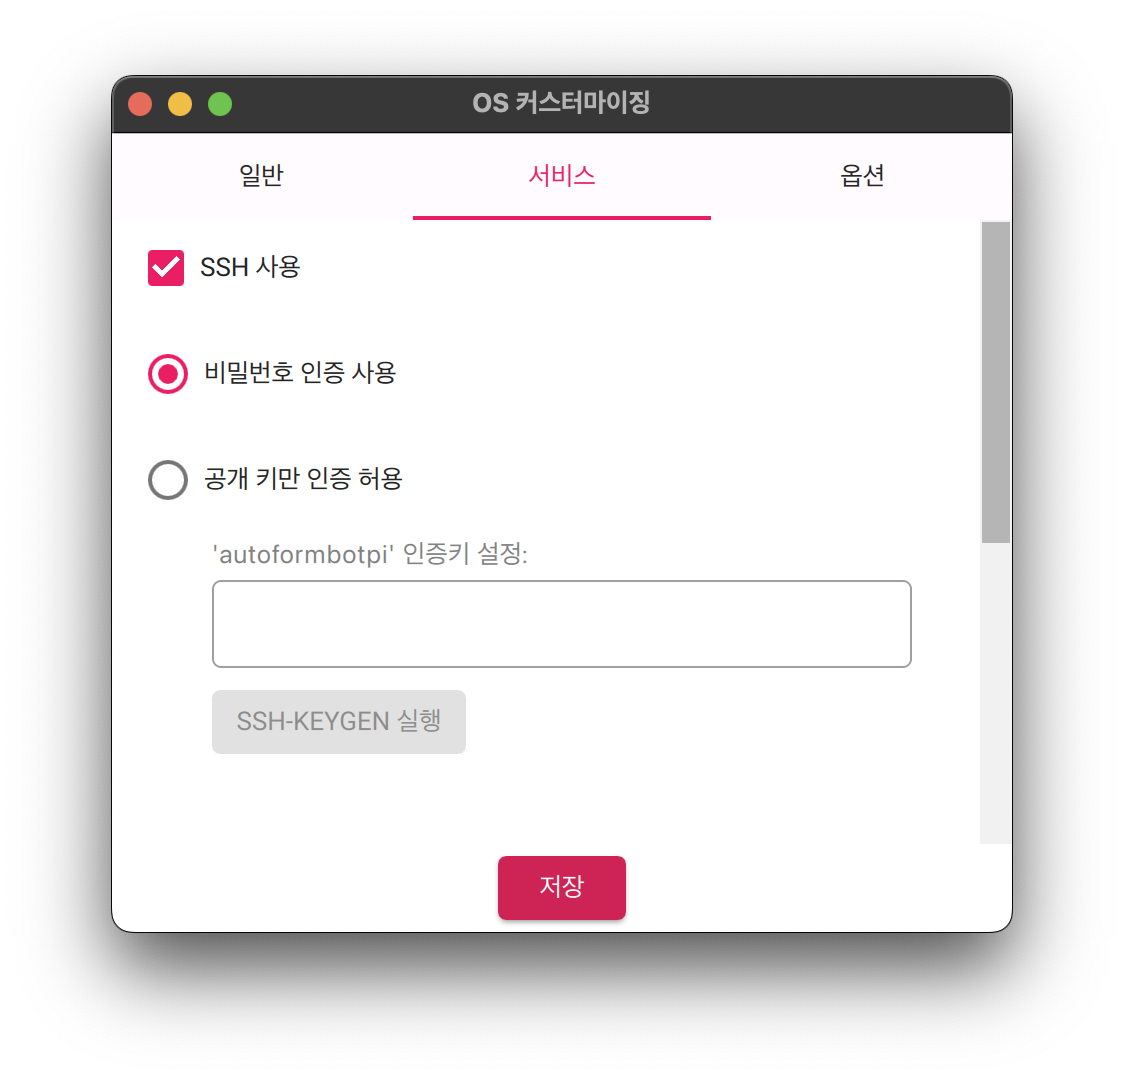 OS 커스터마이징
일반
서비스
옵션
SSH 사용
비밀번호 인증 사용
공개 키만 인증 허용
'autoformbotpi' 인증키 설정:
SSH-KEYGEN 실행
저장